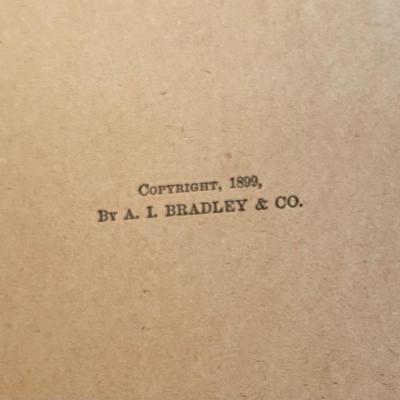 COPYRIGHT, 1899,
BY A. I. BRADLEY & CO.